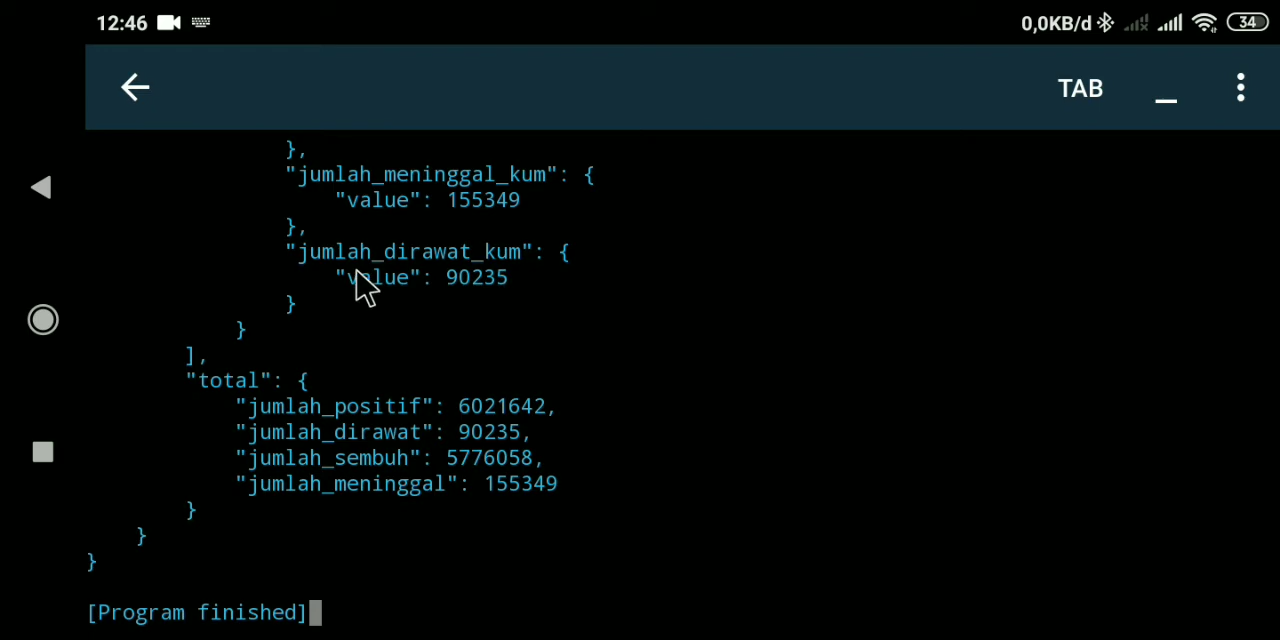 12:46 0,0KB/d 34
TAB
},
"jumlah_meninggal_kum": {
"value": 155349
},
"jumlah_dirawat_kum": {
"value": 90235
}
}
],
"total": {
"jumlah_positif": 6021642,
"jumlah_dirawat": 90235,
"jumlah_sembuh": 5776058,
"jumlah_meninggal": 155349
}
}
}
[Program finished]